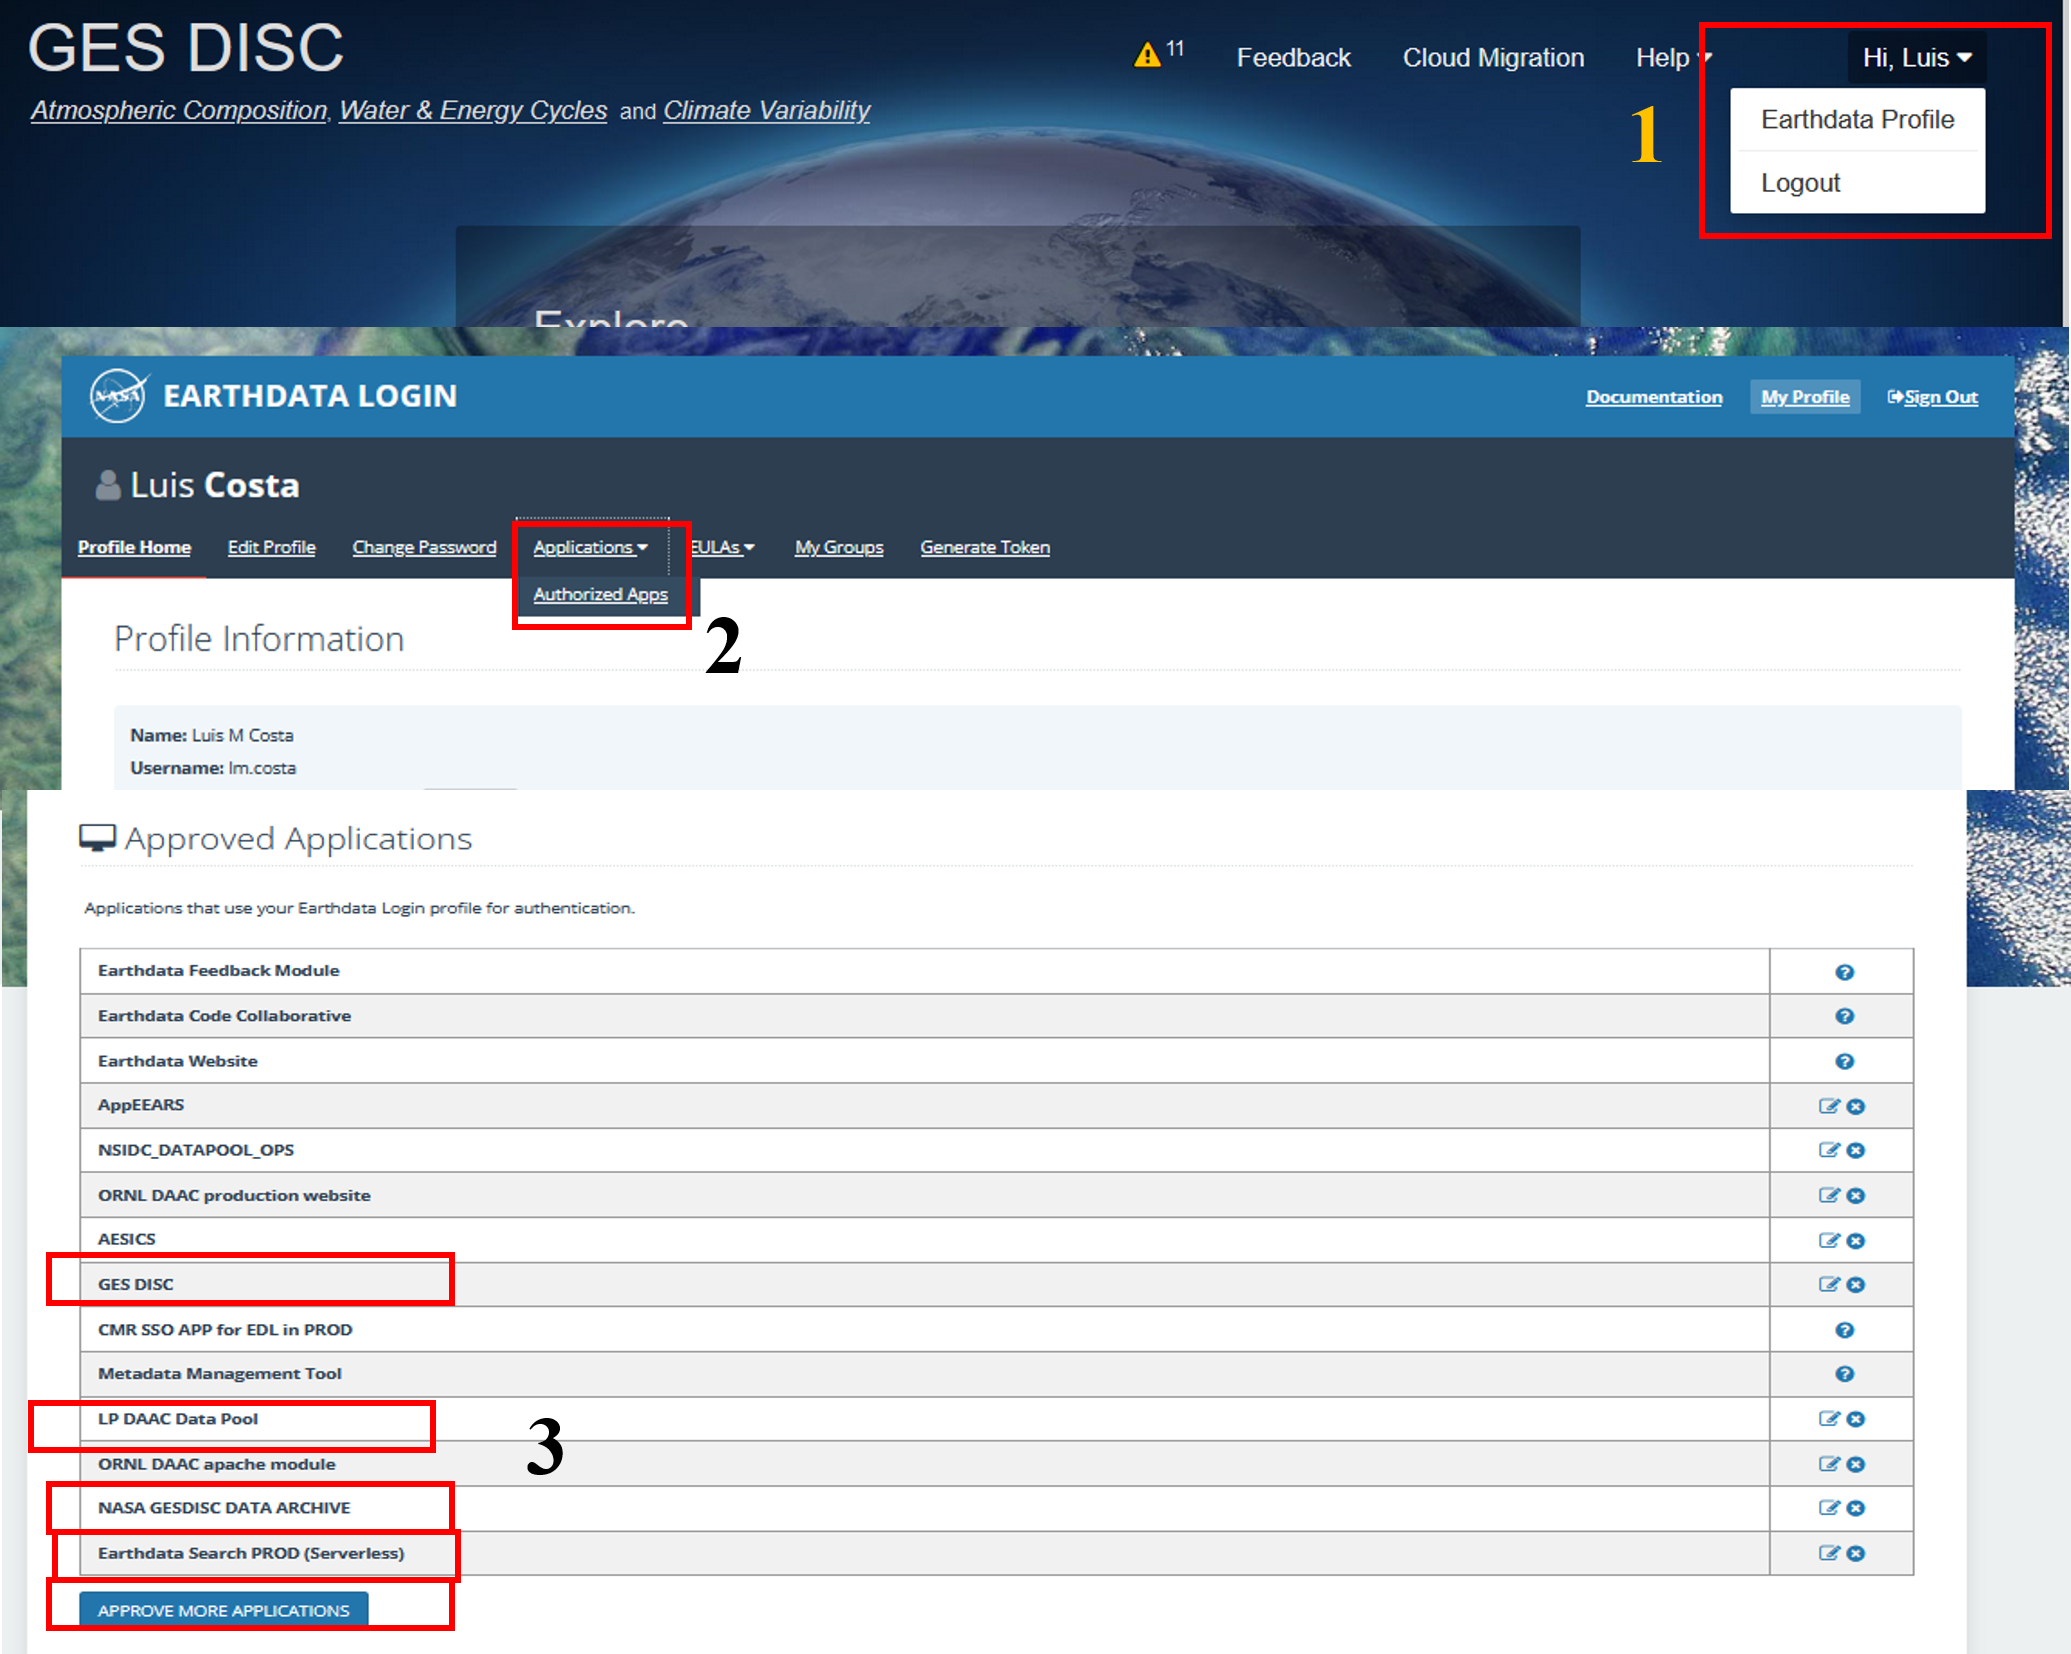 GES DISC
11 Feedback Cloud Migration Help Hi, Luis
Atmospheric Composition, Water & Energy Cycles and Climate Variability
1
Earthdata Profile
Logout
Explore
NASA EARTHDATA LOGIN
Documentation My Profile Sign Out
Luis Costa
Profile Home Edit Profile Change Password Applications EULAs My Groups Generate Token
Authorized Apps
2
Profile Information
Name: Luis M Costa
Username: lm.costa
Approved Applications
Applications that use your Earthdata Login profile for authentication.
Earthdata Feedback Module
Earthdata Code Collaborative
Earthdata Website
AppEEARS
NSIDC_DATAPOOL_OPS
ORNL DAAC production website
AESICS
GES DISC
CMR SSO APP for EDL in PROD
Metadata Management Tool
LP DAAC Data Pool
3
ORNL DAAC apache module
NASA GESDISC DATA ARCHIVE
Earthdata Search PROD (Serverless)
APPROVE MORE APPLICATIONS